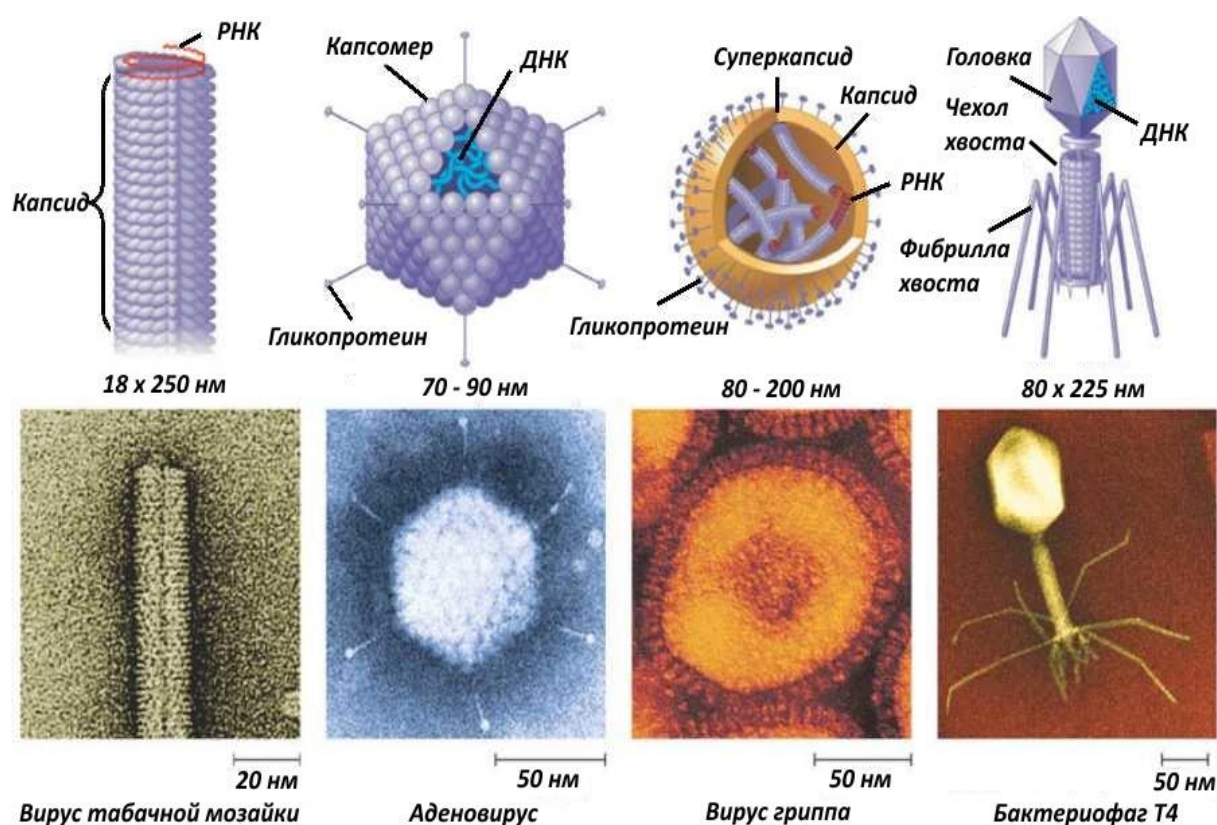 РНК
Капсид
18 x 250 нм
20 нм
Вирус табачной мозайки
Капсомер
ДНК
Гликопротеин
70 - 90 нм
50 нм
Аденовирус
Суперкапсид
Капсид
РНК
Гликопротеин
80 - 200 нм
50 нм
Вирус гриппа
Головка
Чехол
хвоста
ДНК
Фибрилла
хвоста
80 x 225 нм
50 нм
Бактериофаг Т4